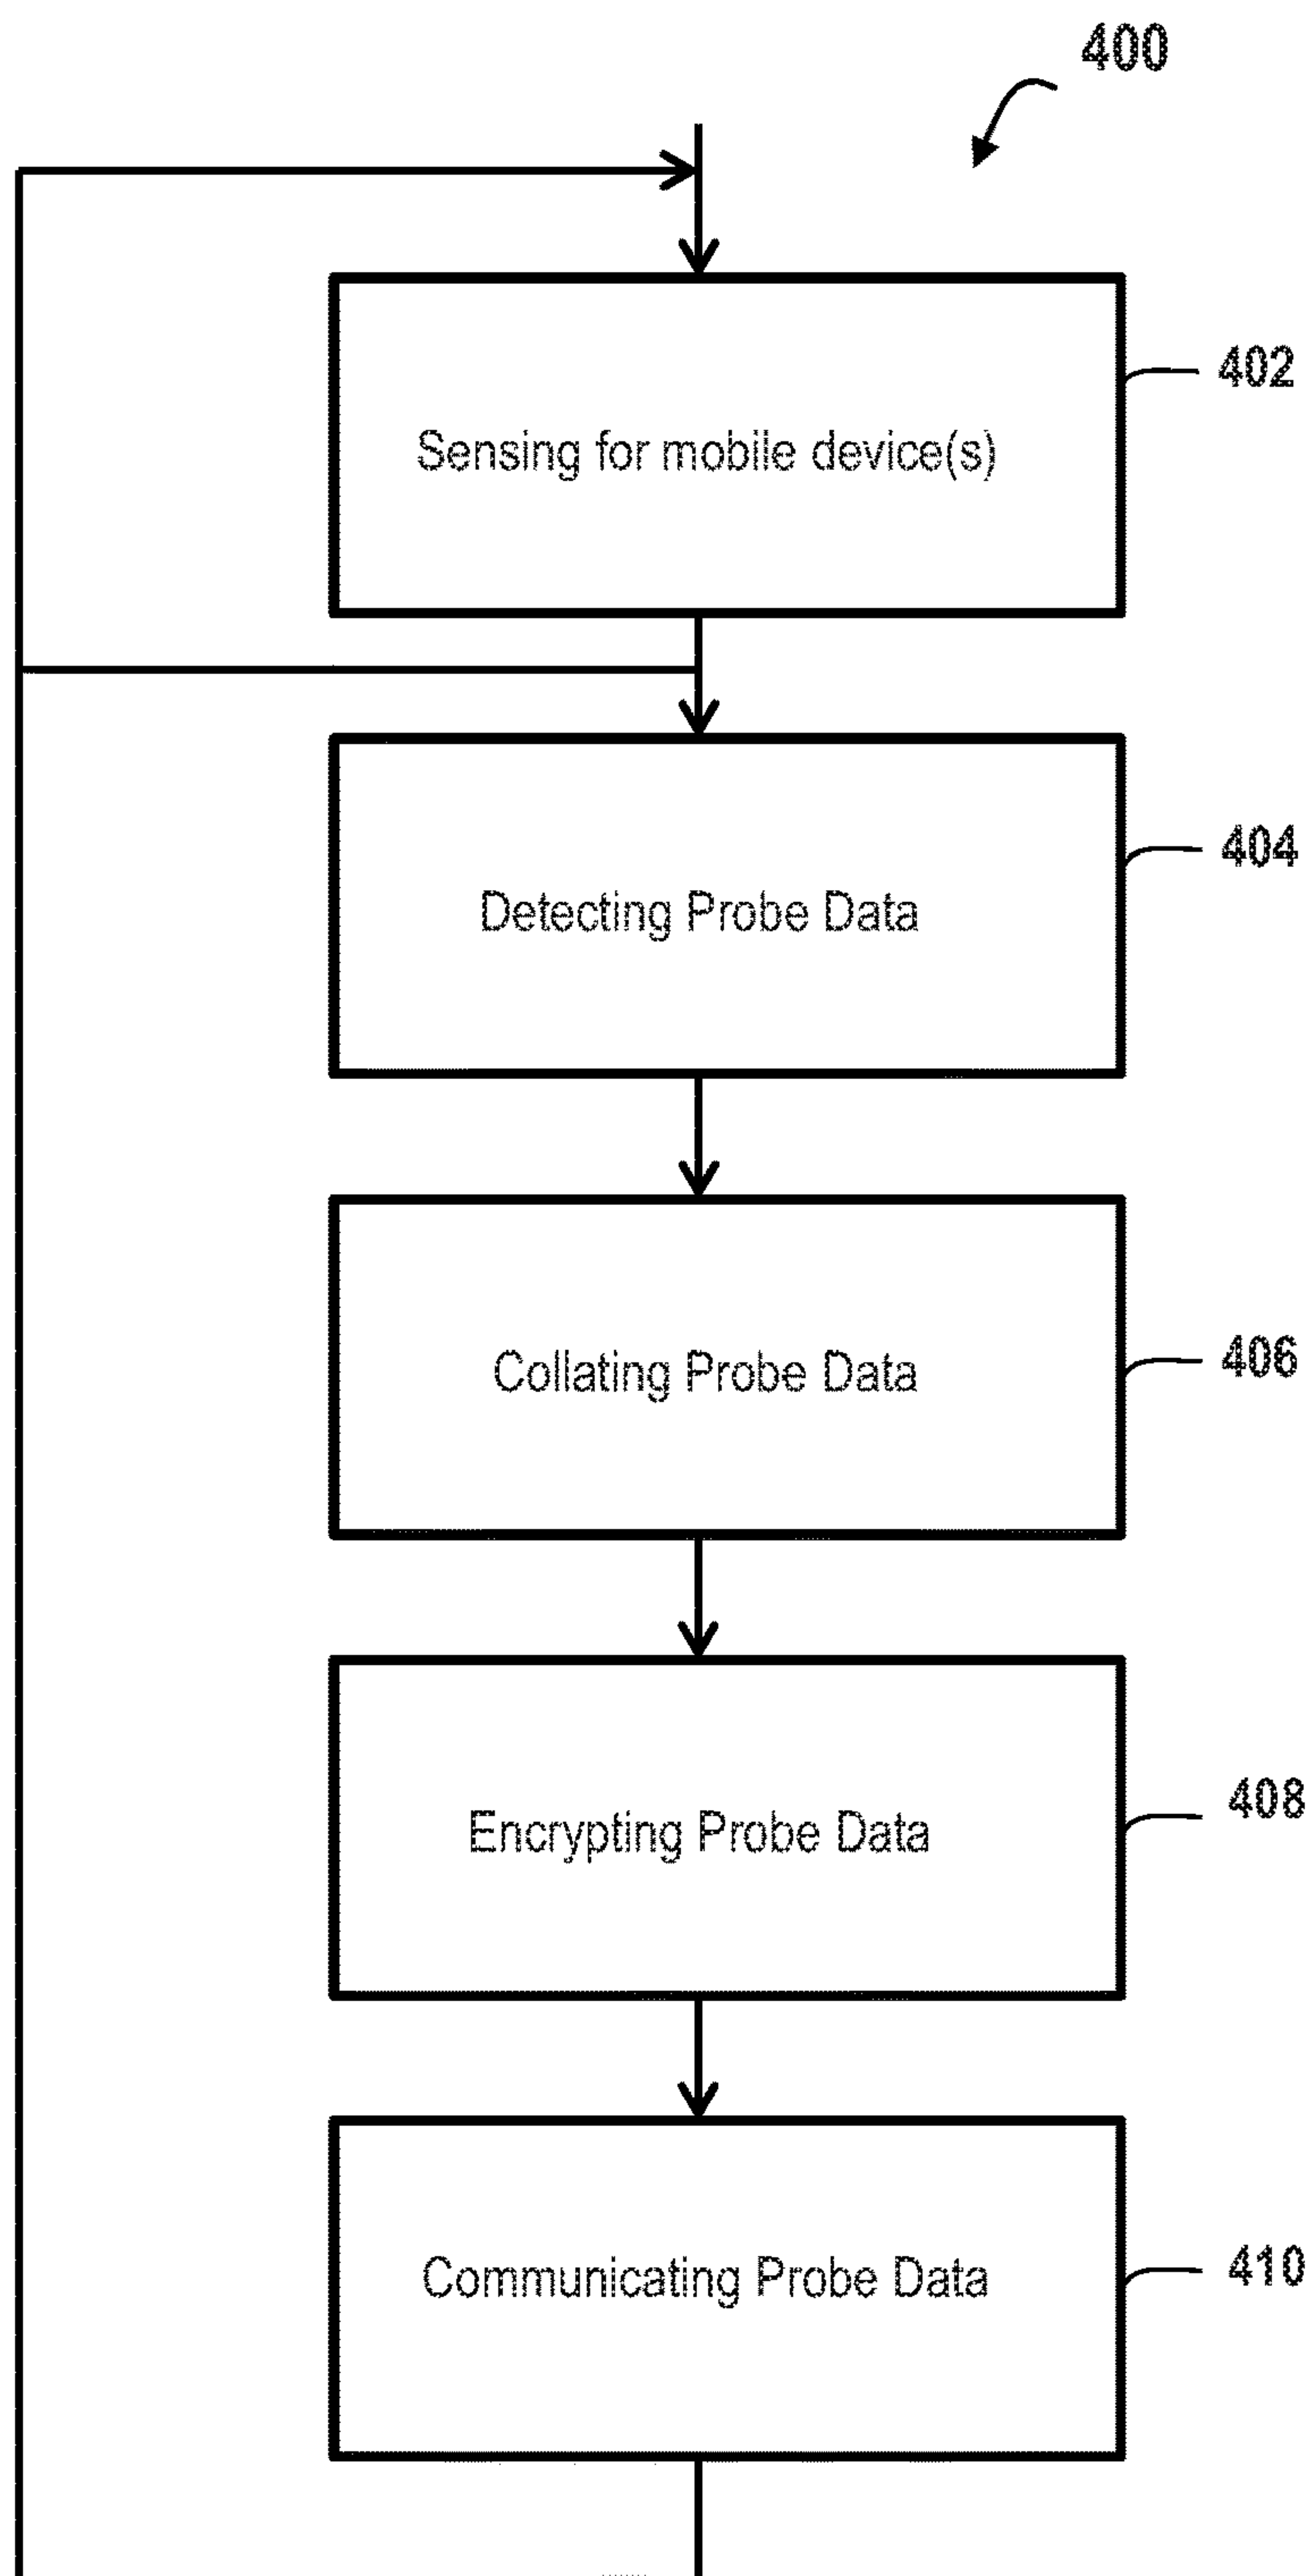 400
Sensing for mobile device(s)
402
Detecting Probe Data
404
Collating Probe Data
406
Encrypting Probe Data
408
Communicating Probe Data
410